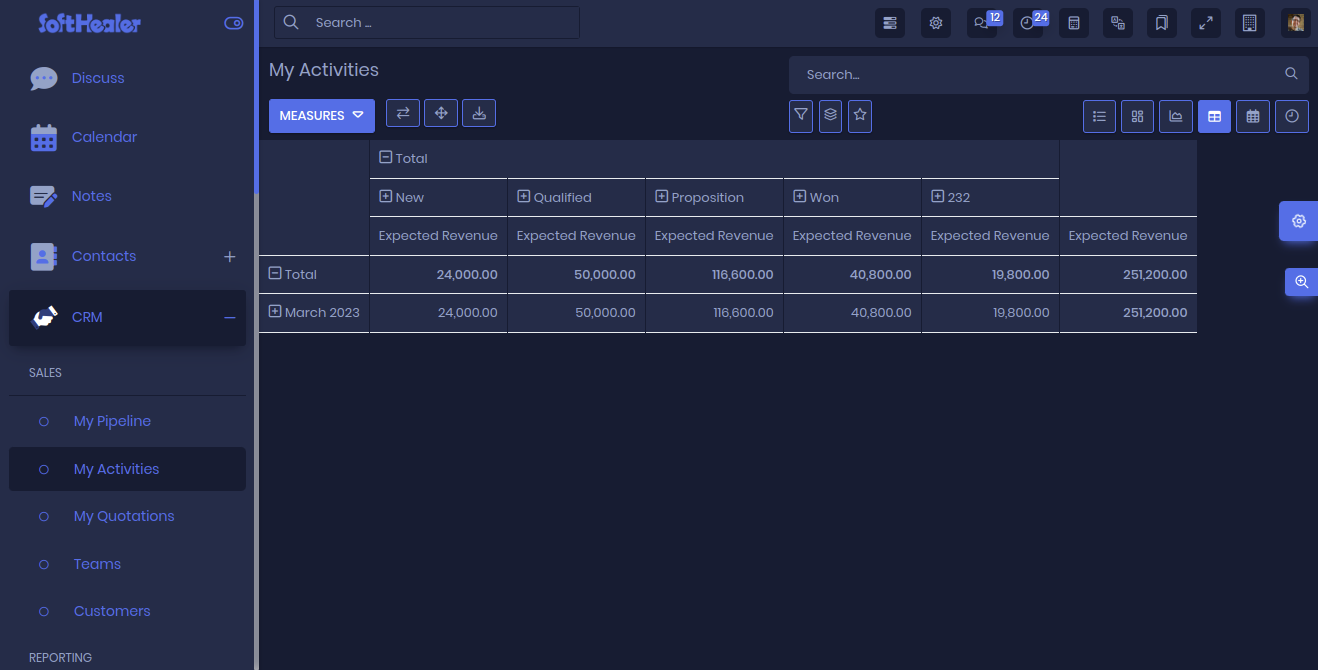 SoftHealer
Search ...
12
24
Discuss
Calendar
Notes
Contacts
CRM
SALES
My Pipeline
My Activities
My Quotations
Teams
Customers
REPORTING
My Activities
Search...
MEASURES
Total
New Qualified Proposition Won 232
Expected Revenue Expected Revenue Expected Revenue Expected Revenue Expected Revenue Expected Revenue
Total 24,000.00 50,000.00 116,600.00 40,800.00 19,800.00 251,200.00
March 2023 24,000.00 50,000.00 116,600.00 40,800.00 19,800.00 251,200.00